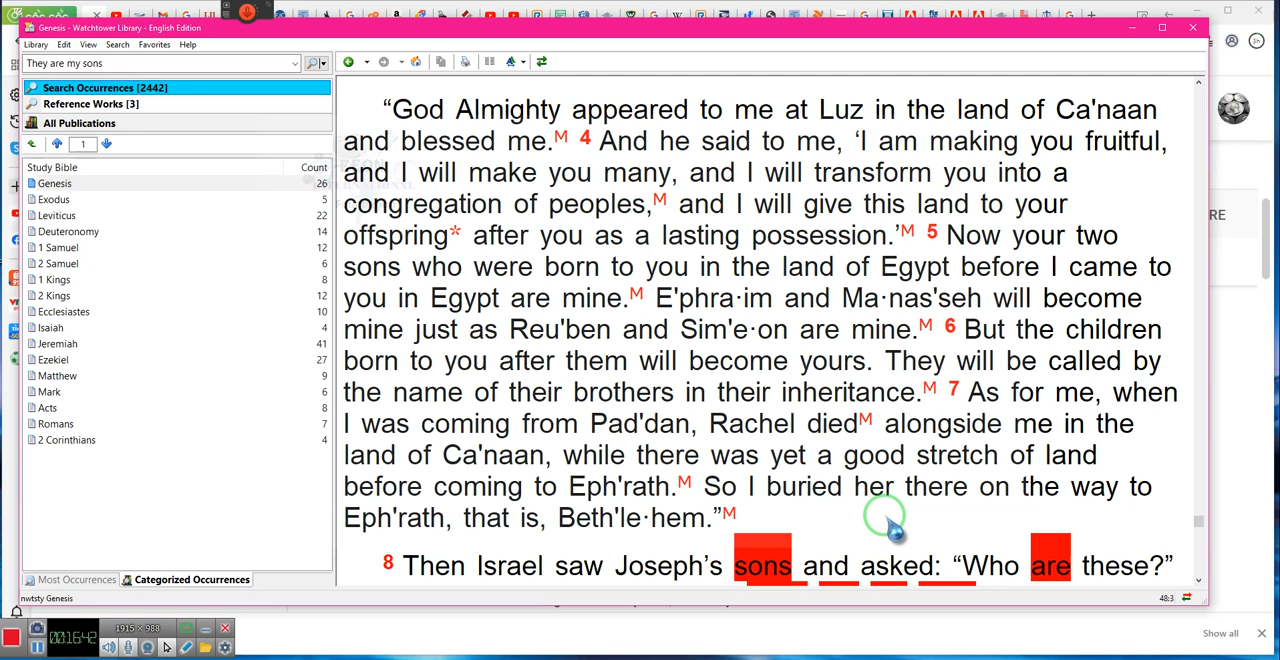 Genesis - Watchtower Library - English Edition
Library Edit View Search Favorites Help
They are my sons
Search Occurrences [2442]
Reference Works [3]
All Publications
1
Study Bible Count
Genesis 26
Exodus 5
Leviticus 22
Deuteronomy 14
1 Samuel 12
2 Samuel 6
1 Kings 8
2 Kings 12
Ecclesiastes 10
Isaiah 4
Jeremiah 41
Ezekiel 27
Matthew 9
Mark 6
Acts 8
Romans 7
2 Corinthians 4
Most Occurrences Categorized Occurrences
nwtsty Genesis
“God Almighty appeared to me at Luz in the land of Ca'naan
and blessed me.M 4 And he said to me, ‘I am making you fruitful,
and I will make you many, and I will transform you into a
congregation of peoples,M and I will give this land to your
offspring* after you as a lasting possession.’M 5 Now your two
sons who were born to you in the land of Egypt before I came to
you in Egypt are mine.M E'phra·im and Ma·nas'seh will become
mine just as Reu'ben and Sim'e·on are mine.M 6 But the children
born to you after them will become yours. They will be called by
the name of their brothers in their inheritance.M 7 As for me, when
I was coming from Pad'dan, Rachel diedM alongside me in the
land of Ca'naan, while there was yet a good stretch of land
before coming to Eph'rath.M So I buried her there on the way to
Eph'rath, that is, Beth'le·hem.”M
8 Then Israel saw Joseph’s sons and asked: “Who are these?”
48:3
RE
1915 x 988
00:16:42
Show all